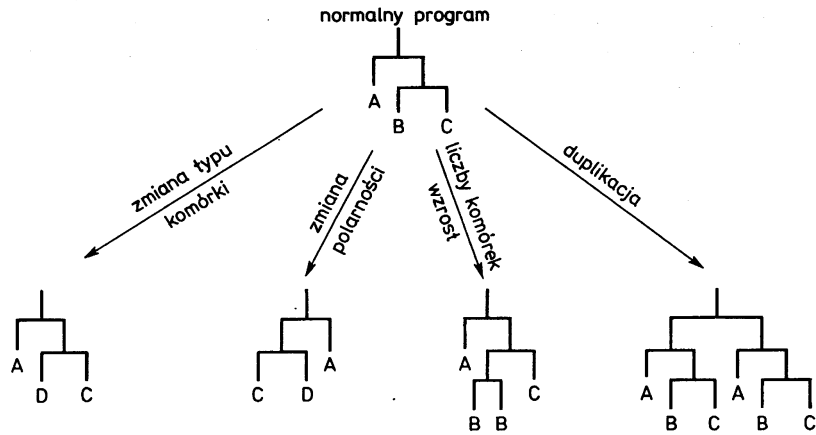 normalny program
A
B C
zmiana typu
komórki
zmiana
polarności
liczby komórek
wzrost
duplikacja
A
D C
A
C D
A
C
B B
A A
B C B C